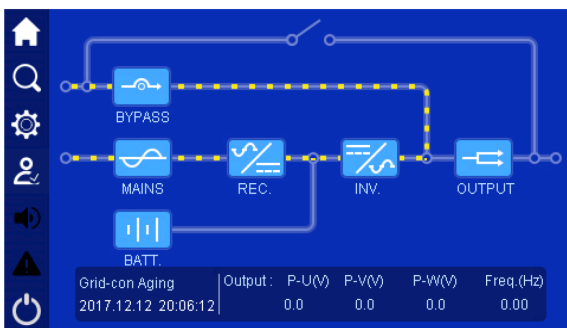 BYPASS
MAINS
REC.
INV.
OUTPUT
BATT.
Grid-con Aging
2017.12.12 20:06:12
Output : P-U(V) P-V(V) P-W(V) Freq.(Hz)
0.0 0.0 0.0 0.00